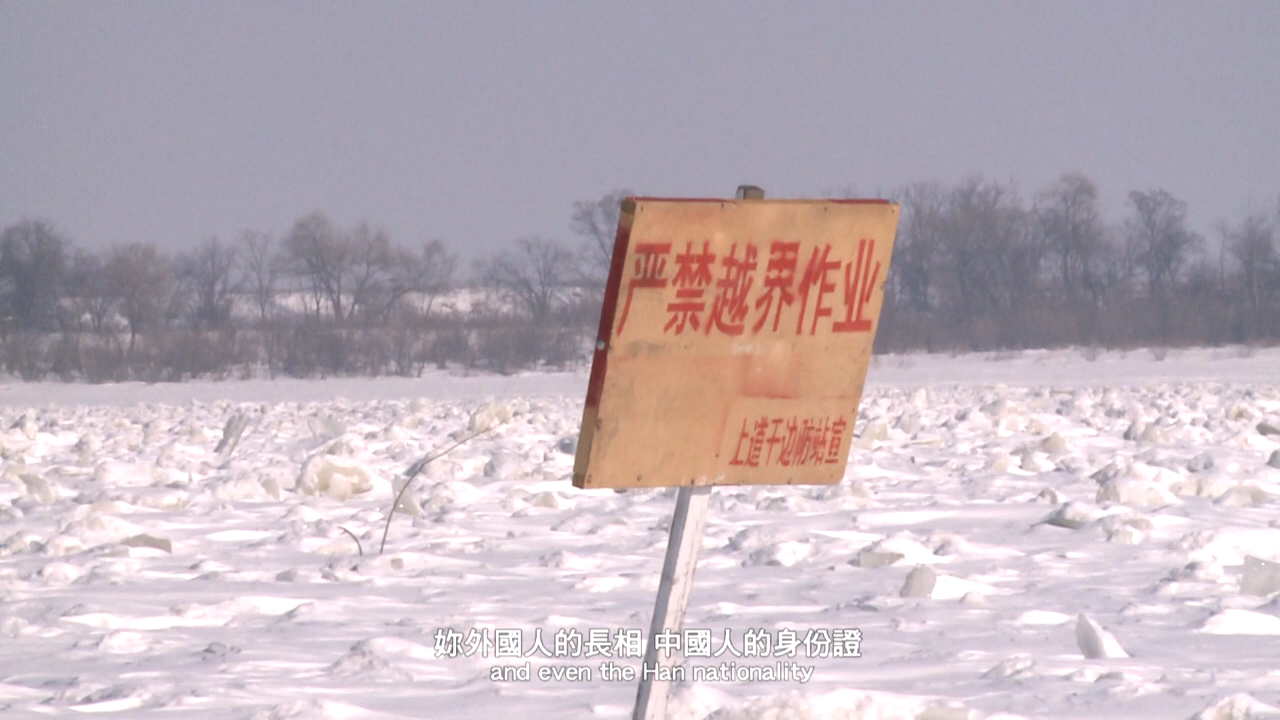 严禁越界作业
上道干边防站宣
妳外國人的長相 中國人的身份證
and even the Han nationality